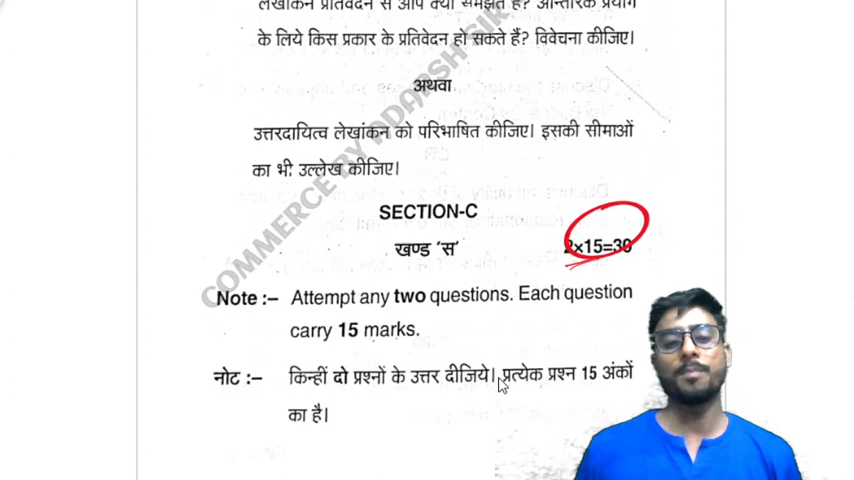 लेखांकन प्रतिवेदन से आप क्या समझते हैं? आन्तरिक प्रयोग
के लिये किस प्रकार के प्रतिवेदन हो सकते हैं? विवेचना कीजिए।
अथवा
उत्तरदायित्व लेखांकन को परिभाषित कीजिए। इसकी सीमाओं
का भी उल्लेख कीजिए।
SECTION-C
खण्ड ‘स’ 2×15=30
Note :– Attempt any two questions. Each question
carry 15 marks.
नोट :– किन्हीं दो प्रश्नों के उत्तर दीजिये। प्रत्येक प्रश्न 15 अंकों
का है।
COMMERCE BY ADARSH SIR